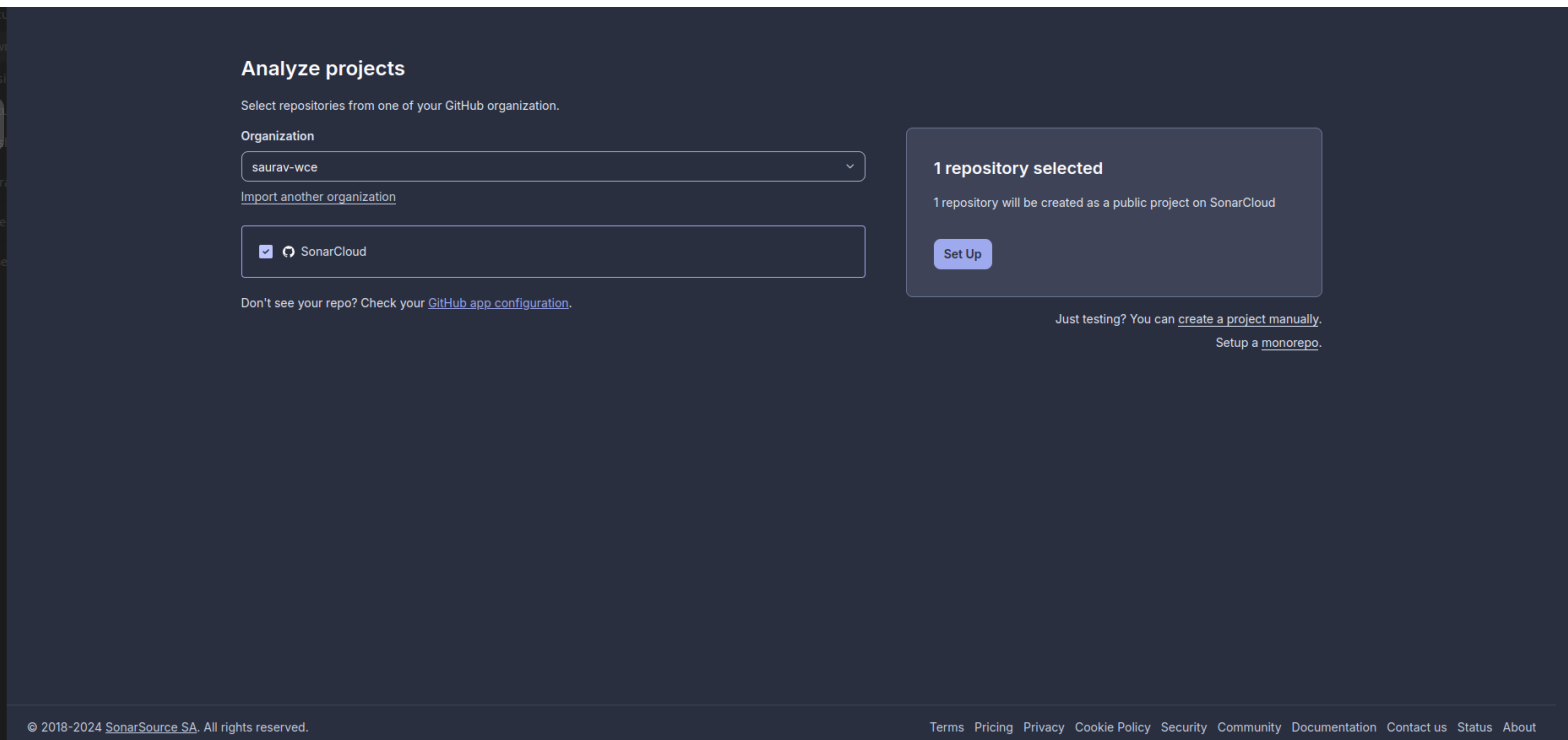 Analyze projects
Select repositories from one of your GitHub organization.
Organization
saurav-wce
Import another organization
SonarCloud
Don't see your repo? Check your GitHub app configuration.
1 repository selected
1 repository will be created as a public project on SonarCloud
Set Up
Just testing? You can create a project manually.
Setup a monorepo.
© 2018-2024 SonarSource SA. All rights reserved.
Terms Pricing Privacy Cookie Policy Security Community Documentation Contact us Status About